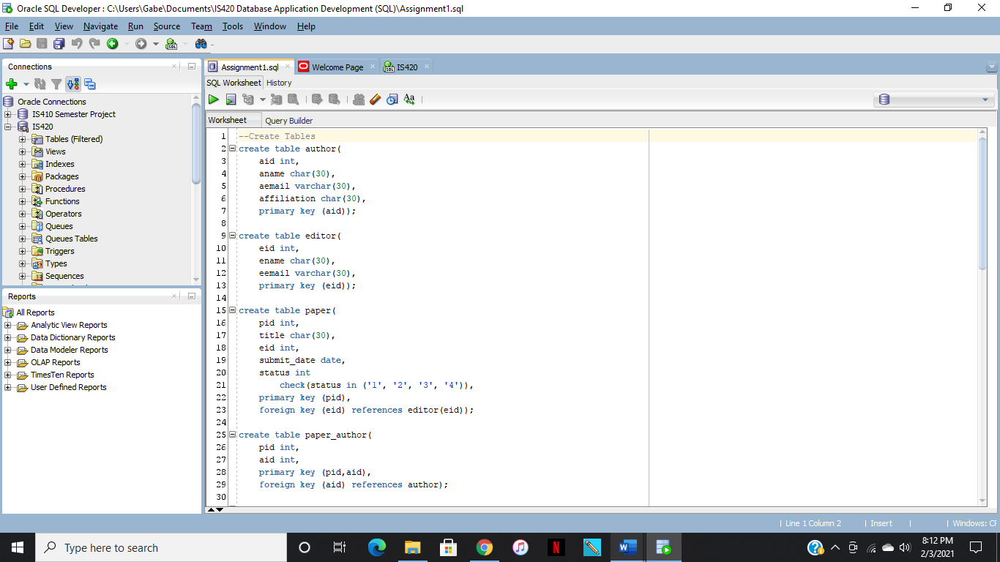 Oracle SQL Developer : C:\Users\Gabe\Documents\IS420 Database Application Development (SQL)\Assignment1.sql
File Edit View Navigate Run Source Team Tools Window Help
Connections
Oracle Connections
IS410 Semester Project
IS420
Tables (Filtered)
Views
Indexes
Packages
Procedures
Functions
Operators
Queues
Queues Tables
Triggers
Types
Sequences
Reports
All Reports
Analytic View Reports
Data Dictionary Reports
Data Modeler Reports
OLAP Reports
TimesTen Reports
User Defined Reports
Assignment1.sql Welcome Page IS420
SQL Worksheet History
Worksheet Query Builder
1 --Create Tables
2 create table author(
3 aid int,
4 aname char(30),
5 aemail varchar(30),
6 affiliation char(30),
7 primary key (aid));
8
9 create table editor(
10 eid int,
11 ename char(30),
12 eemail varchar(30),
13 primary key (eid));
14
15 create table paper(
16 pid int,
17 title char(30),
18 eid int,
19 submit_date date,
20 status int
21 check(status in ('1', '2', '3', '4')),
22 primary key (pid),
23 foreign key (eid) references editor(eid));
24
25 create table paper_author(
26 pid int,
27 aid int,
28 primary key (pid,aid),
29 foreign key (aid) references author);
30
Line 1 Column 2 Insert Windows: CF
Type here to search
8:12 PM
2/3/2021